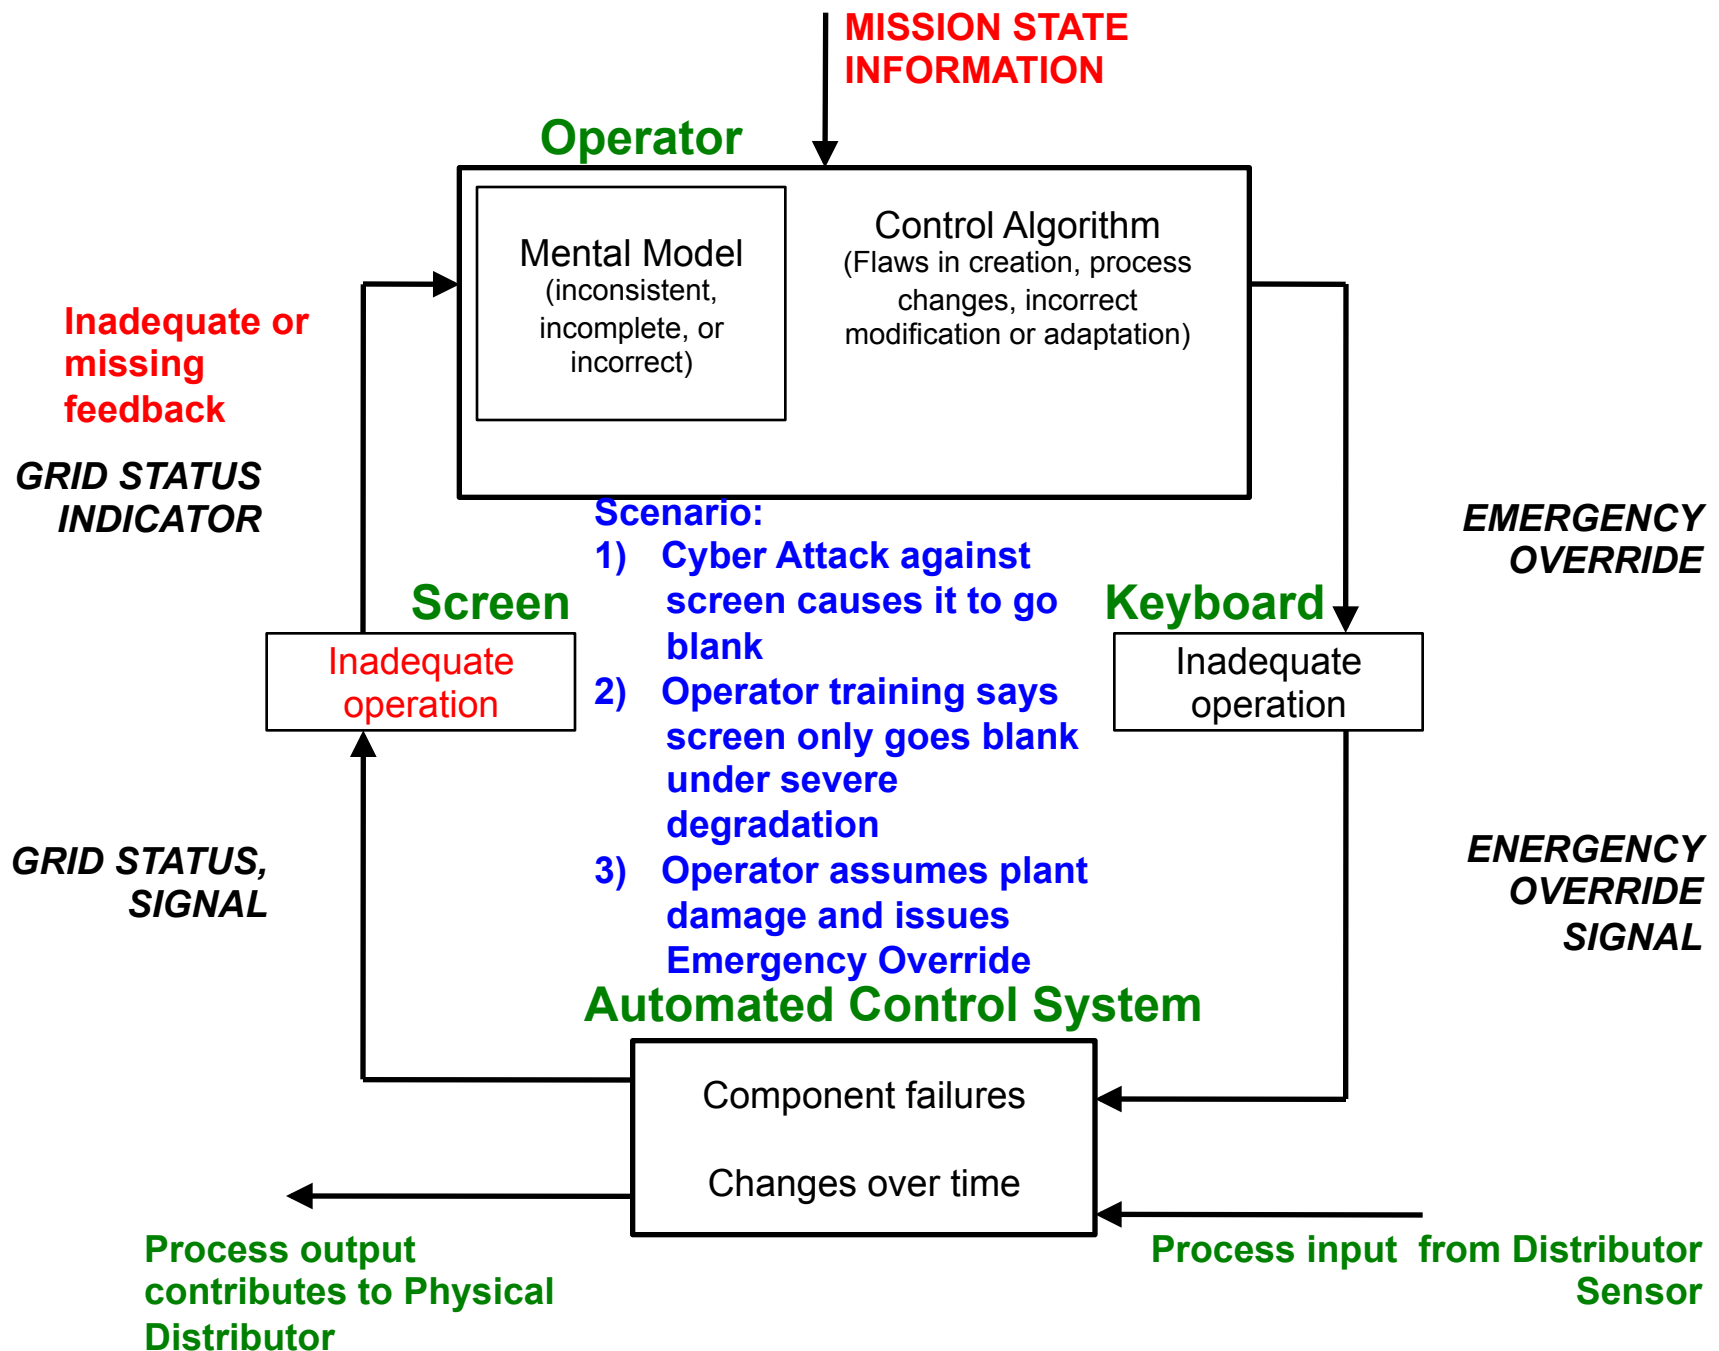 MISSION STATE
INFORMATION
Operator
Mental Model
(inconsistent,
incomplete, or
incorrect)
Control Algorithm
(Flaws in creation, process
changes, incorrect
modification or adaptation)
Inadequate or
missing
feedback
GRID STATUS
INDICATOR
EMERGENCY
OVERRIDE
Scenario:
1) Cyber Attack against
screen causes it to go
blank
2) Operator training says
screen only goes blank
under severe
degradation
3) Operator assumes plant
damage and issues
Emergency Override
Screen
Inadequate
operation
Keyboard
Inadequate
operation
GRID STATUS,
SIGNAL
ENERGENCY
OVERRIDE
SIGNAL
Automated Control System
Component failures
Changes over time
Process output
contributes to Physical
Distributor
Process input from Distributor
Sensor